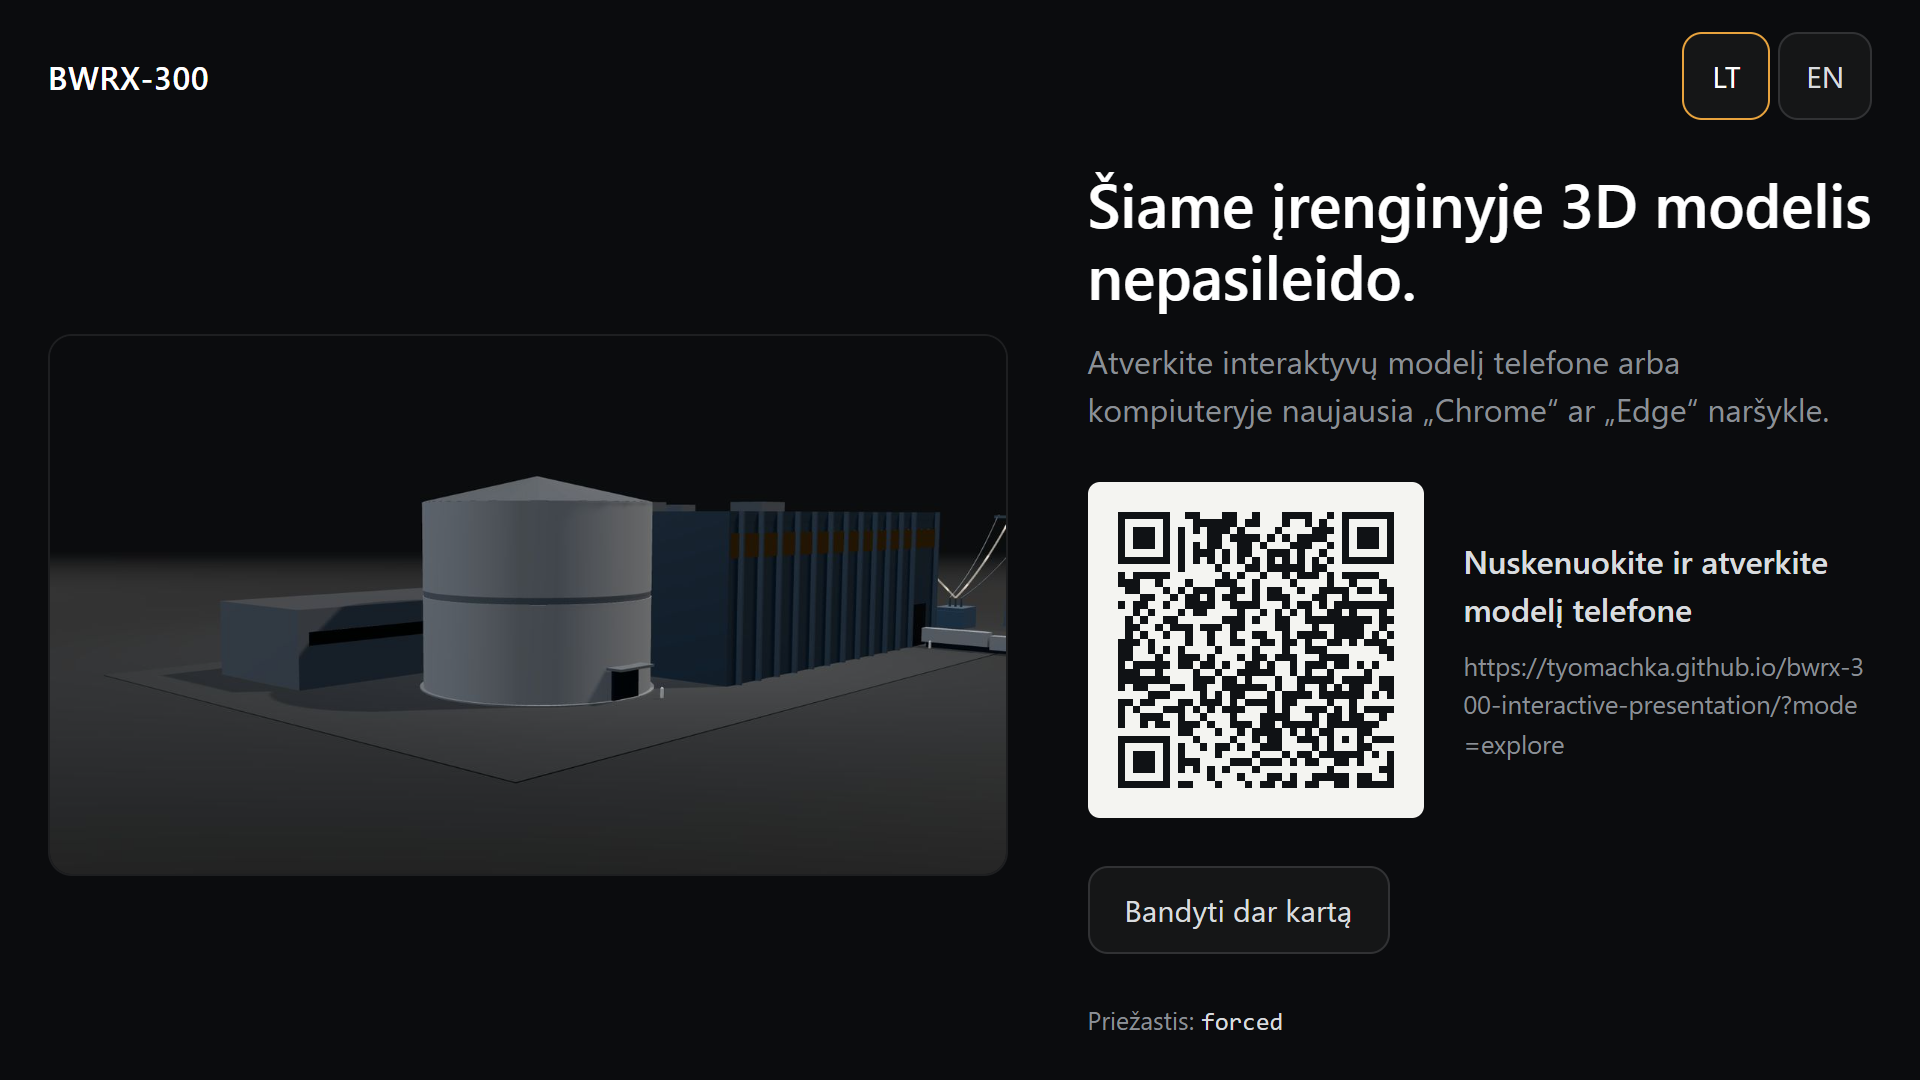 BWRX-300
LT
EN
Šiame įrenginyje 3D modelis
nepasileido.
Atverkite interaktyvų modelį telefone arba
kompiuteryje naujausia „Chrome“ ar „Edge“ naršykle.
Nuskenuokite ir atverkite
modelį telefone
https://tyomachka.github.io/bwrx-3
00-interactive-presentation/?mode
=explore
Bandyti dar kartą
Priežastis: forced